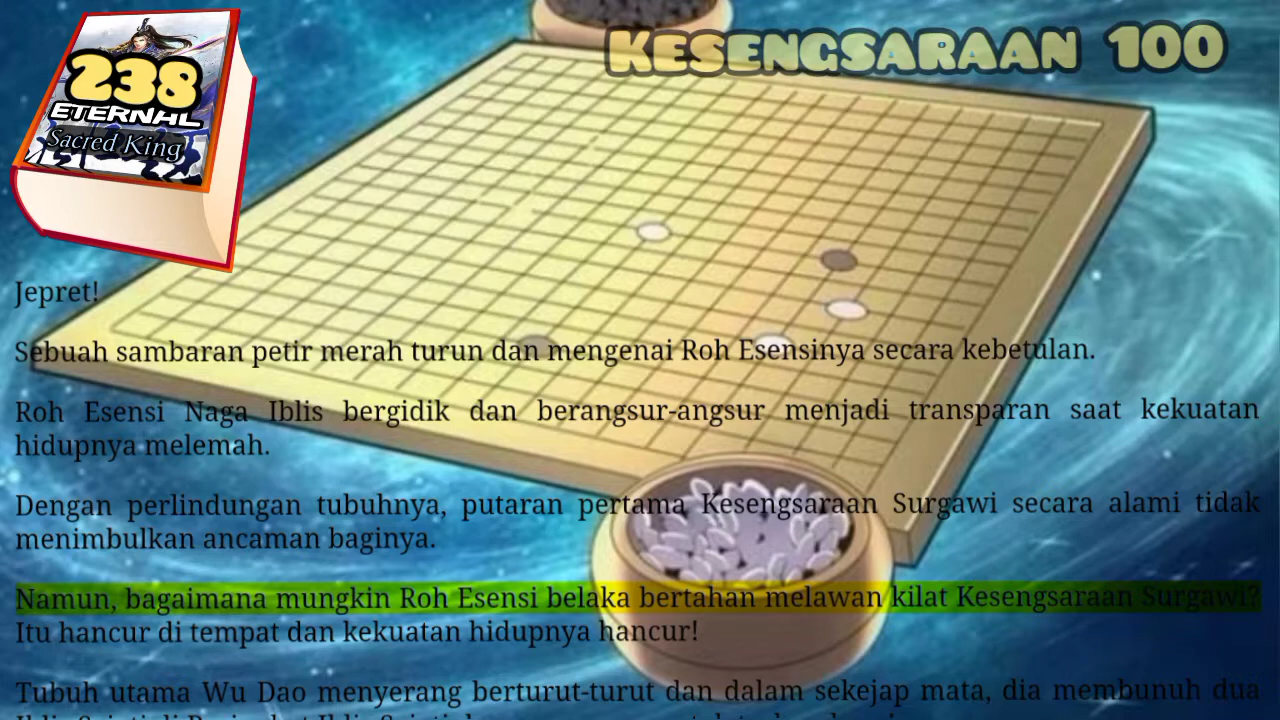 KESENGSARAAN 100
238
ETERNAL
Sacred King
Jepret!
Sebuah sambaran petir merah turun dan mengenai Roh Esensinya secara kebetulan.
Roh Esensi Naga Iblis bergidik dan berangsur-angsur menjadi transparan saat kekuatan
hidupnya melemah.
Dengan perlindungan tubuhnya, putaran pertama Kesengsaraan Surgawi secara alami tidak
menimbulkan ancaman baginya.
Namun, bagaimana mungkin Roh Esensi belaka bertahan melawan kilat Kesengsaraan Surgawi?
Itu hancur di tempat dan kekuatan hidupnya hancur!
Tubuh utama Wu Dao menyerang berturut-turut dan dalam sekejap mata, dia membunuh dua